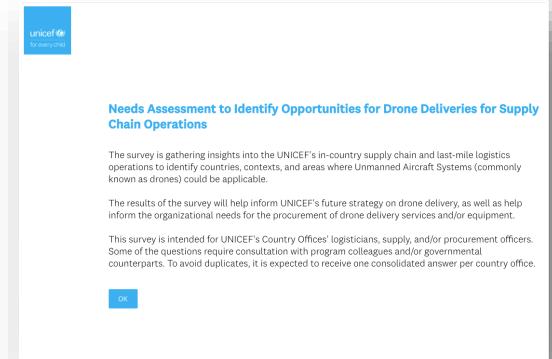 unicef
for every child
Needs Assessment to Identify Opportunities for Drone Deliveries for Supply
Chain Operations
The survey is gathering insights into the UNICEF's in-country supply chain and last-mile logistics
operations to identify countries, contexts, and areas where Unmanned Aircraft Systems (commonly
known as drones) could be applicable.
The results of the survey will help inform UNICEF's future strategy on drone delivery, as well as help
inform the organizational needs for the procurement of drone delivery services and/or equipment.
This survey is intended for UNICEF's Country Offices' logisticians, supply, and/or procurement officers.
Some of the questions require consultation with program colleagues and/or governmental
counterparts. To avoid duplicates, it is expected to receive one consolidated answer per country office.
OK